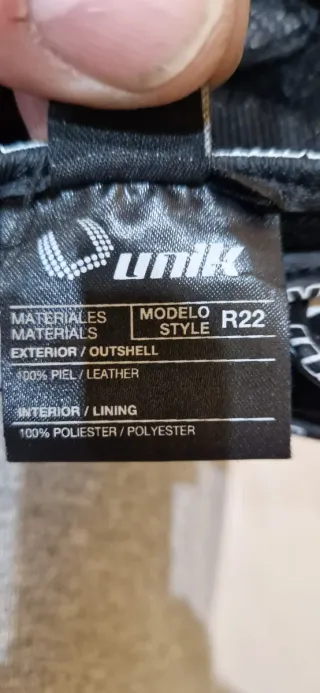 unik
MATERIALES
MATERIALS
MODELO
STYLE
R22
EXTERIOR / OUTSHELL
100% PIEL / LEATHER
INTERIOR / LINING
100% POLIESTER / POLYESTER